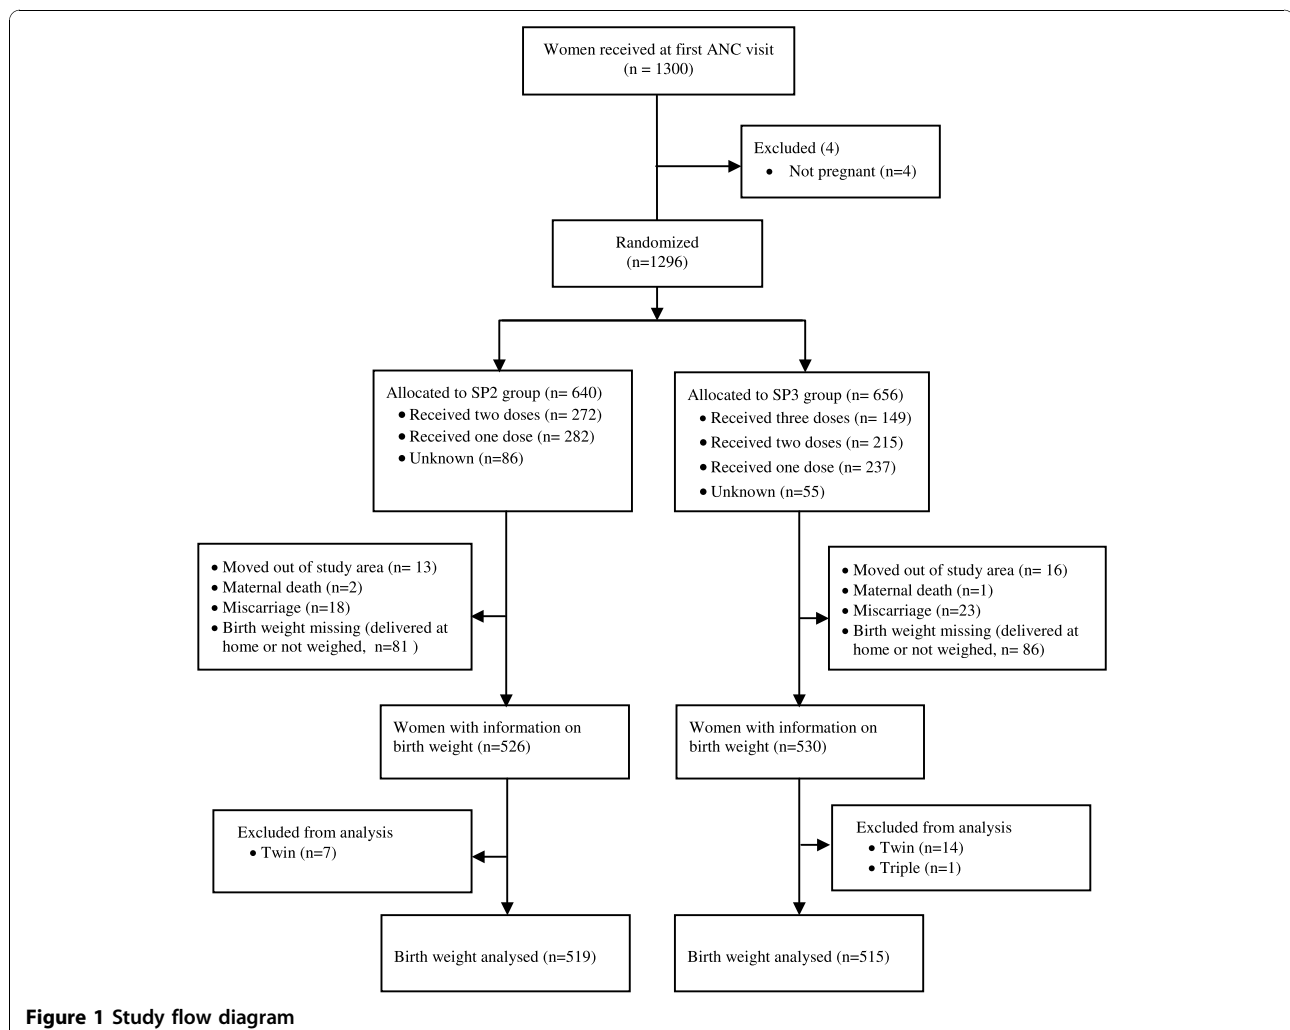 Women received at first ANC visit
(n = 1300)
Excluded (4)
• Not pregnant (n=4)
Randomized
(n=1296)
Allocated to SP2 group (n= 640)
• Received two doses (n= 272)
• Received one dose (n= 282)
• Unknown (n=86)
Allocated to SP3 group (n= 656)
• Received three doses (n= 149)
• Received two doses (n= 215)
• Received one dose (n= 237)
• Unknown (n=55)
• Moved out of study area (n= 13)
• Maternal death (n=2)
• Miscarriage (n=18)
• Birth weight missing (delivered at
home or not weighed, n=81 )
• Moved out of study area (n= 16)
• Maternal death (n=1)
• Miscarriage (n=23)
• Birth weight missing (delivered at
home or not weighed, n= 86)
Women with information on
birth weight (n=526)
Women with information on
birth weight (n=530)
Excluded from analysis
• Twin (n=7)
Excluded from analysis
• Twin (n=14)
• Triple (n=1)
Birth weight analysed (n=519)
Birth weight analysed (n=515)
Figure 1 Study flow diagram